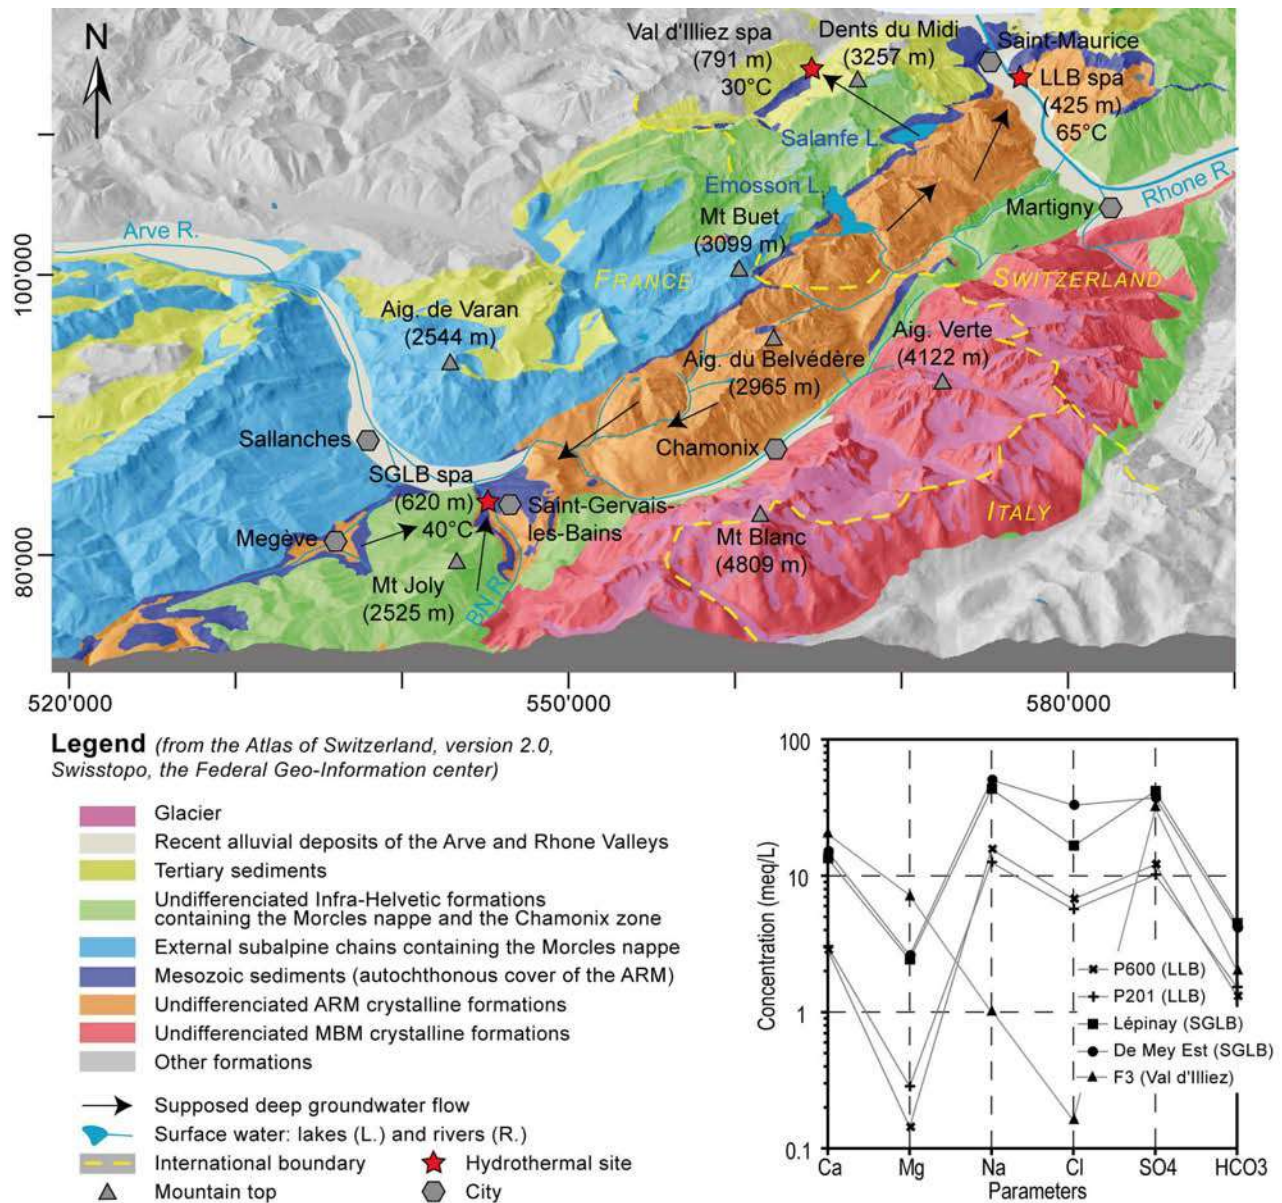 N
Val d'Illiez spa
(791 m)
30°C
Dents du Midi
(3257 m)
Saint-Maurice
LLB spa
(425 m)
65°C
Salanfe L.
Emosson L.
Mt Buet
(3099 m)
Martigny
Rhone R.
Arve R.
FRANCE
SWITZERLAND
Aig. de Varan
(2544 m)
Aig. Verte
(4122 m)
Aig. du Belvédère
(2965 m)
Sallanches
Chamonix
SGLB spa
(620 m)
40°C
Saint-Gervais-
les-Bains
Megève
Mt Joly
(2525 m)
BN R.
Mt Blanc
(4809 m)
ITALY
100'000
80'000
520'000
550'000
580'000
Legend (from the Atlas of Switzerland, version 2.0,
Swisstopo, the Federal Geo-Information center)
Glacier
Recent alluvial deposits of the Arve and Rhone Valleys
Tertiary sediments
Undifferenciated Infra-Helvetic formations
containing the Morcles nappe and the Chamonix zone
External subalpine chains containing the Morcles nappe
Mesozoic sediments (autochthonous cover of the ARM)
Undifferenciated ARM crystalline formations
Undifferenciated MBM crystalline formations
Other formations
Supposed deep groundwater flow
Surface water: lakes (L.) and rivers (R.)
International boundary
Hydrothermal site
Mountain top
City
100
10
1
0.1
Concentration (meq/L)
P600 (LLB)
P201 (LLB)
Lépinay (SGLB)
De Mey Est (SGLB)
F3 (Val d'Illiez)
Ca
Mg
Na
Cl
SO4
HCO3
Parameters